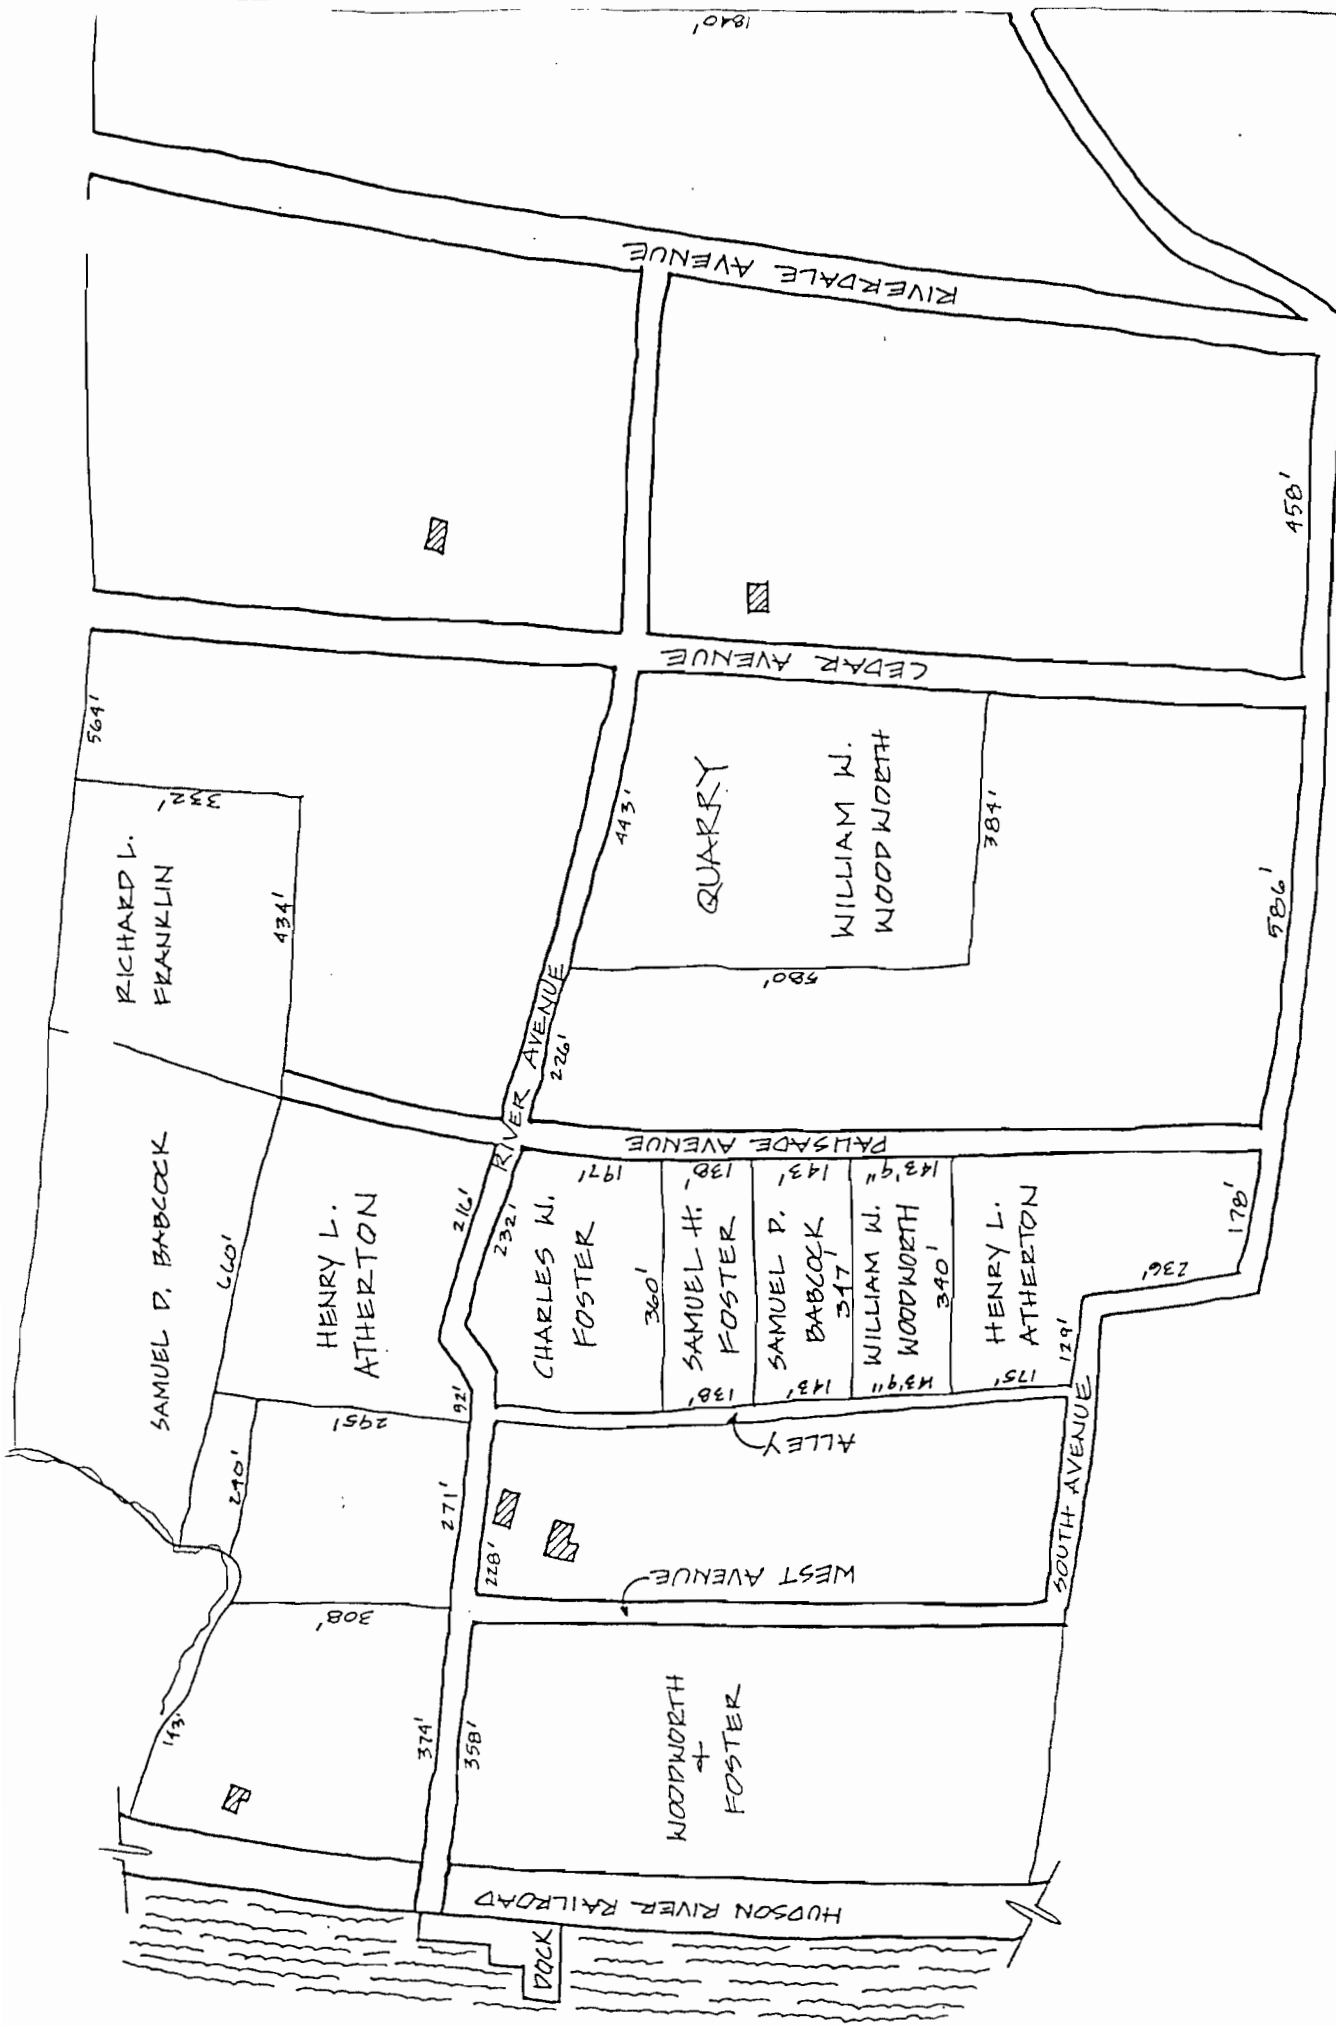 1840'
RIVERDALE AVENUE
458'
CEDAR AVENUE
564'
332'
RICHARD L.
FRANKLIN
434'
443'
QUARRY
WILLIAM W.
WOODWORTH
384'
580'
586'
RIVER AVENUE
226'
PALISADE AVENUE
SAMUEL D. BABCOCK
660'
HENRY L.
ATHERTON
216'
232'
92'
295'
CHARLES W.
FOSTER
197'
360'
SAMUEL H.
FOSTER
138'
138'
SAMUEL D.
BABCOCK
143'
143'
347'
WILLIAM W.
WOODWORTH
143'9"
143'9"
340'
HENRY L.
ATHERTON
175'
129'
236'
178'
ALLEY
SOUTH AVENUE
240'
271'
228'
WEST AVENUE
308'
143'
374'
358'
WOODWORTH
+
FOSTER
HUDSON RIVER RAILROAD
DOCK